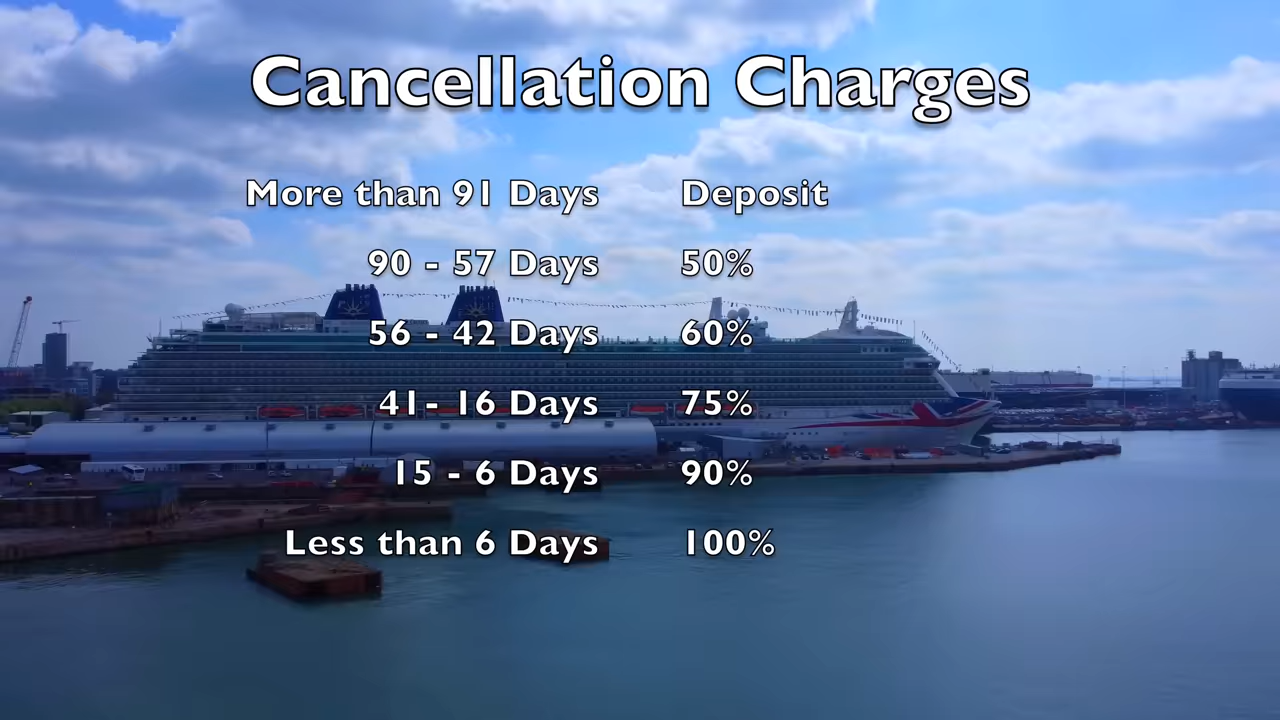 Cancellation Charges
More than 91 Days Deposit
90 - 57 Days 50%
56 - 42 Days 60%
41- 16 Days 75%
15 - 6 Days 90%
Less than 6 Days 100%